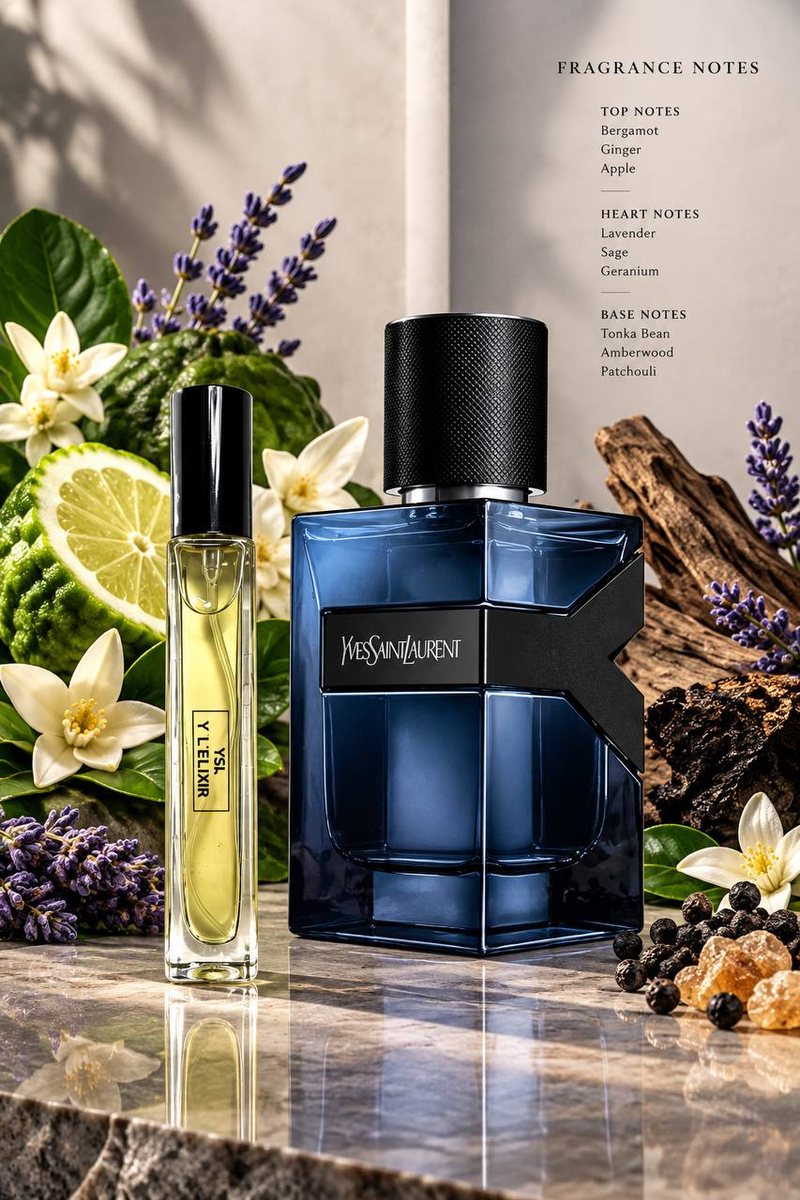 FRAGRANCE NOTES
TOP NOTES
Bergamot
Ginger
Apple
HEART NOTES
Lavender
Sage
Geranium
BASE NOTES
Tonka Bean
Amberwood
Patchouli
YVESSAINTLAURENT
YSL
Y L'ELIXIR